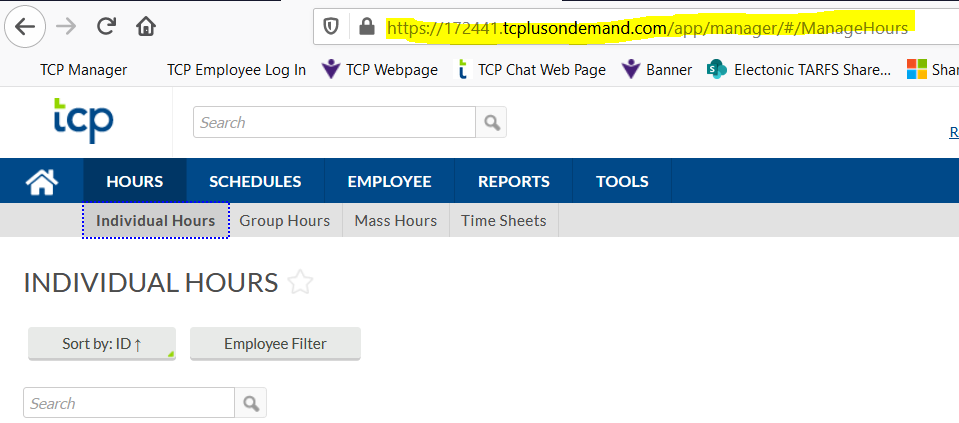 https://172441.tcplusondemand.com/app/manager/#/ManageHours
TCP Manager TCP Employee Log In TCP Webpage TCP Chat Web Page Banner Electonic TARFS Share... Sha
tcp Search R
HOURS SCHEDULES EMPLOYEE REPORTS TOOLS
Individual Hours Group Hours Mass Hours Time Sheets
INDIVIDUAL HOURS
Sort by: ID ↑ Employee Filter
Search